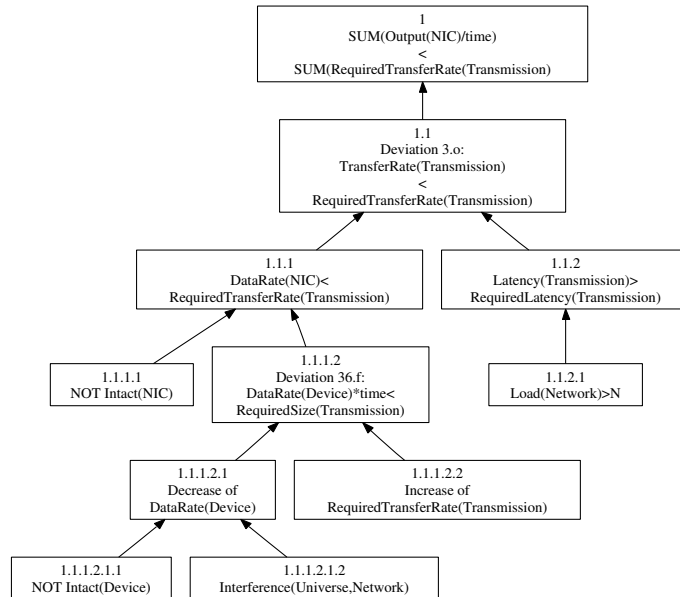 1
SUM(Output(NIC)/time)
<
SUM(RequiredTransferRate(Transmission)
1.1
Deviation 3.o:
TransferRate(Transmission)
<
RequiredTransferRate(Transmission)
1.1.1
DataRate(NIC)<
RequiredTransferRate(Transmission)
1.1.2
Latency(Transmission)>
RequiredLatency(Transmission)
1.1.1.1
NOT Intact(NIC)
1.1.1.2
Deviation 36.f:
DataRate(Device)*time<
RequiredSize(Transmission)
1.1.2.1
Load(Network)>N
1.1.1.2.1
Decrease of
DataRate(Device)
1.1.1.2.2
Increase of
RequiredTransferRate(Transmission)
1.1.1.2.1.1
NOT Intact(Device)
1.1.1.2.1.2
Interference(Universe,Network)